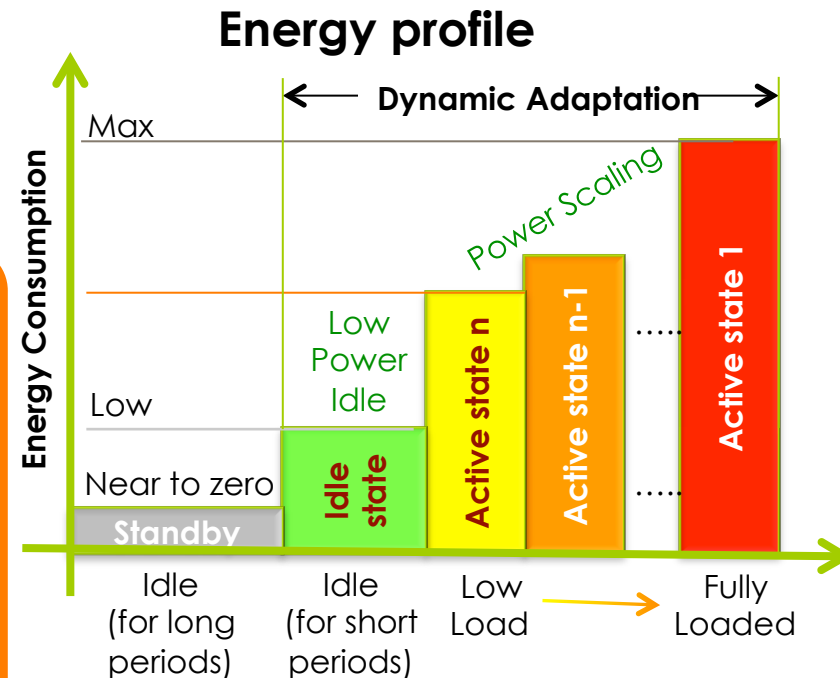 Energy profile
Dynamic Adaptation
Max
Power Scaling
Energy Consumption
Low
Power
Idle
Low
Near to zero
Standby
Idle
state
Active state n
Active state n-1
.....
.....
Active state 1
Idle
(for long
periods)
Idle
(for short
periods)
Low
Load
Fully
Loaded